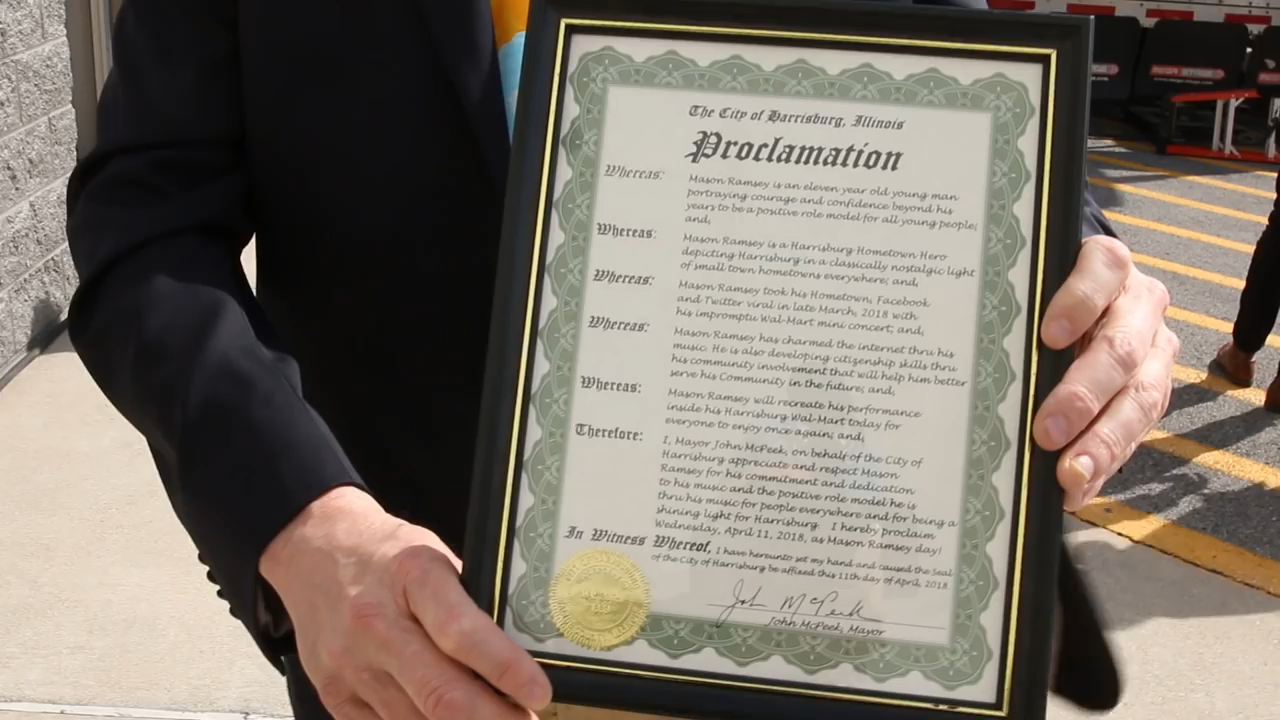 The City of Harrisburg, Illinois
Proclamation
Whereas: Mason Ramsey is an eleven year old young man
portraying courage and confidence beyond his
years to be a positive role model for all young people;
and,
Whereas: Mason Ramsey is a Harrisburg Hometown Hero
depicting Harrisburg in a classically nostalgic light
of small town hometowns everywhere; and,
Whereas: Mason Ramsey took his Hometown, Facebook
and Twitter viral in late March, 2018 with
his impromptu Wal-Mart mini concert; and,
Whereas: Mason Ramsey has charmed the internet thru his
music. He is also developing citizenship skills thru
his community involvement that will help him better
serve his Community in the future; and,
Whereas: Mason Ramsey will recreate his performance
inside his Harrisburg Wal-Mart today for
everyone to enjoy once again; and,
Therefore: I, Mayor John McPeek, on behalf of the City of
Harrisburg appreciate and respect Mason
Ramsey for his commitment and dedication
to his music and the positive role model he is
thru his music for people everywhere and for being a
shining light for Harrisburg. I hereby proclaim
Wednesday, April 11, 2018, as Mason Ramsey day!
In Witness Whereof, I have hereunto set my hand and caused the Seal
of the City of Harrisburg be affixed this 11th day of April, 2018.
John McPeek
John McPeek, Mayor